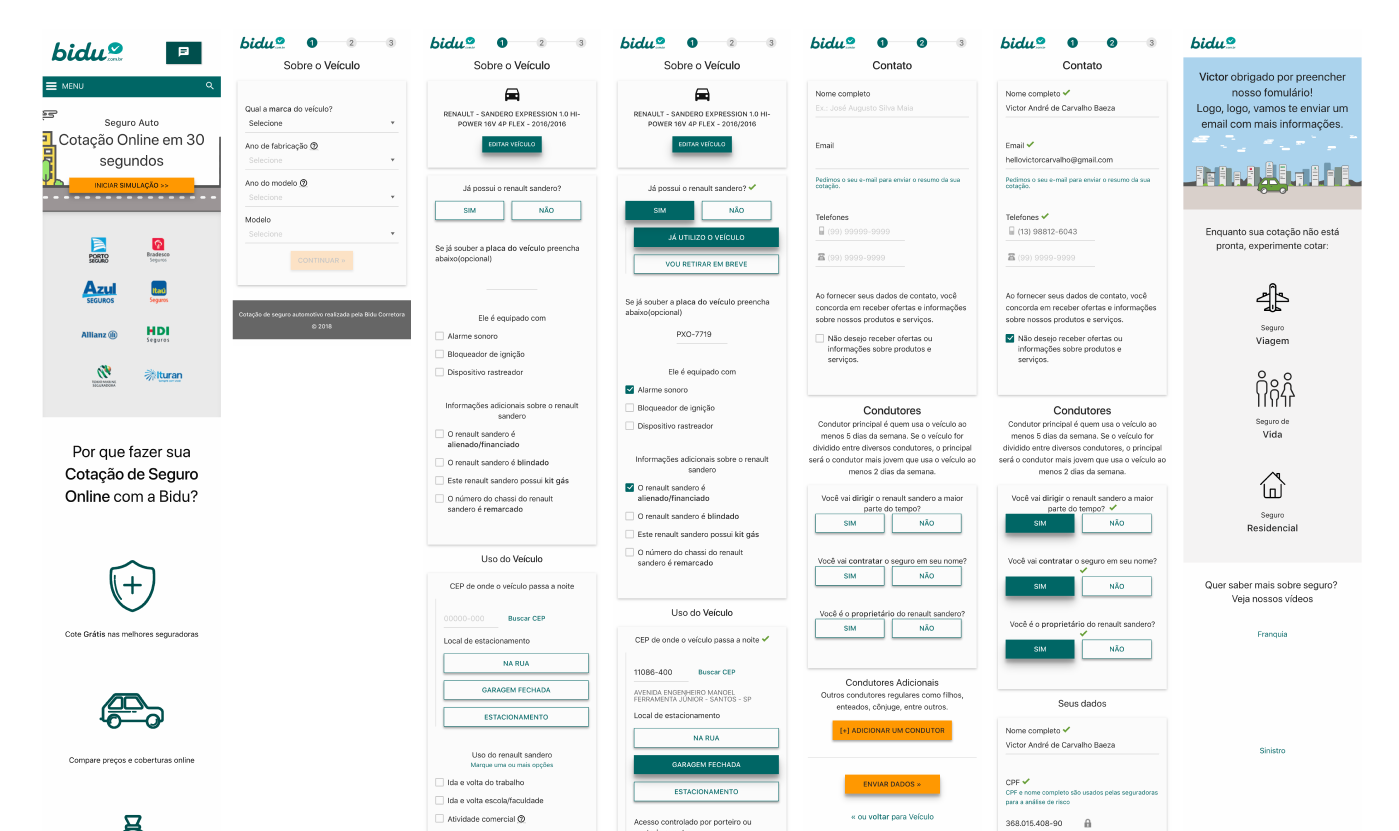 bidu
.com.br
MENU
Seguro Auto
Cotação Online em 30
segundos
INICIAR SIMULAÇÃO >>
PORTO
SEGURO
Bradesco
Seguros
Azul
SEGUROS
Itaú
Seguros
Allianz
HDI
Seguros
Ituran
Por que fazer sua
Cotação de Seguro
Online com a Bidu?
Cote Grátis nas melhores seguradoras
Compare preços e coberturas online
bidu
1
2
3
Sobre o Veículo
Qual a marca do veículo?
Selecione
Ano de fabricação
Selecione
Ano do modelo
Selecione
Modelo
Selecione
CONTINUAR »
Cotação de seguro automotivo realizada pela Bidu Corretora
© 2018
bidu
1
2
3
Sobre o Veículo
RENAULT - SANDERO EXPRESSION 1.0 HI-
POWER 16V 4P FLEX - 2016/2016
EDITAR VEÍCULO
Já possui o renault sandero?
SIM
NÃO
Se já souber a placa do veículo preencha
abaixo(opcional)
Ele é equipado com
Alarme sonoro
Bloqueador de ignição
Dispositivo rastreador
Informações adicionais sobre o renault
sandero
O renault sandero é
alienado/financiado
O renault sandero é blindado
Este renault sandero possui kit gás
O número do chassi do renault
sandero é remarcado
Uso do Veículo
CEP de onde o veículo passa a noite
00000-000
Buscar CEP
Local de estacionamento
NA RUA
GARAGEM FECHADA
ESTACIONAMENTO
Uso do renault sandero
Marque uma ou mais opções
Ida e volta do trabalho
Ida e volta escola/faculdade
Atividade comercial
bidu
1
2
3
Sobre o Veículo
RENAULT - SANDERO EXPRESSION 1.0 HI-
POWER 16V 4P FLEX - 2016/2016
EDITAR VEÍCULO
Já possui o renault sandero?
SIM
NÃO
JÁ UTILIZO O VEÍCULO
VOU RETIRAR EM BREVE
Se já souber a placa do veículo preencha
abaixo(opcional)
PXO-7719
Ele é equipado com
Alarme sonoro
Bloqueador de ignição
Dispositivo rastreador
Informações adicionais sobre o renault
sandero
O renault sandero é
alienado/financiado
O renault sandero é blindado
Este renault sandero possui kit gás
O número do chassi do renault
sandero é remarcado
Uso do Veículo
CEP de onde o veículo passa a noite
11086-400
Buscar CEP
AVENIDA ENGENHEIRO MANOEL
FERRAMENTA JÚNIOR - SANTOS - SP
Local de estacionamento
NA RUA
GARAGEM FECHADA
ESTACIONAMENTO
Acesso controlado por porteiro ou
bidu
1
2
3
Contato
Nome completo
Ex.: José Augusto Silva Maia
Email
Pedimos o seu e-mail para enviar o resumo da sua
cotação.
Telefones
(99) 99999-9999
(99) 9999-9999
Ao fornecer seus dados de contato, você
concorda em receber ofertas e informações
sobre nossos produtos e serviços.
Não desejo receber ofertas ou
informações sobre produtos e
serviços.
Condutores
Condutor principal é quem usa o veículo ao
menos 5 dias da semana. Se o veículo for
dividido entre diversos condutores, o principal
será o condutor mais jovem que usa o veículo ao
menos 2 dias da semana.
Você vai dirigir o renault sandero a maior
parte do tempo?
SIM
NÃO
Você vai contratar o seguro em seu nome?
SIM
NÃO
Você é o proprietário do renault sandero?
SIM
NÃO
Condutores Adicionais
Outros condutores regulares como filhos,
enteados, cônjuge, entre outros.
[+] ADICIONAR UM CONDUTOR
ENVIAR DADOS »
« ou voltar para Veículo
bidu
1
2
3
Contato
Nome completo
Victor André de Carvalho Baeza
Email
hellovictorcarvalho@gmail.com
Pedimos o seu e-mail para enviar o resumo da sua
cotação.
Telefones
(13) 98812-6043
(99) 9999-9999
Ao fornecer seus dados de contato, você
concorda em receber ofertas e informações
sobre nossos produtos e serviços.
Não desejo receber ofertas ou
informações sobre produtos e
serviços.
Condutores
Condutor principal é quem usa o veículo ao
menos 5 dias da semana. Se o veículo for
dividido entre diversos condutores, o principal
será o condutor mais jovem que usa o veículo ao
menos 2 dias da semana.
Você vai dirigir o renault sandero a maior
parte do tempo?
SIM
NÃO
Você vai contratar o seguro em seu nome?
SIM
NÃO
Você é o proprietário do renault sandero?
SIM
NÃO
Seus dados
Nome completo
Victor André de Carvalho Baeza
CPF
CPF e nome completo são usados pelas seguradoras
para a análise de risco
368.015.408-90
bidu
Victor obrigado por preencher
nosso fomulário!
Logo, logo, vamos te enviar um
email com mais informações.
Enquanto sua cotação não está
pronta, experimente cotar:
Seguro
Viagem
Seguro de
Vida
Seguro
Residencial
Quer saber mais sobre seguro?
Veja nossos vídeos
Franquia
Sinistro